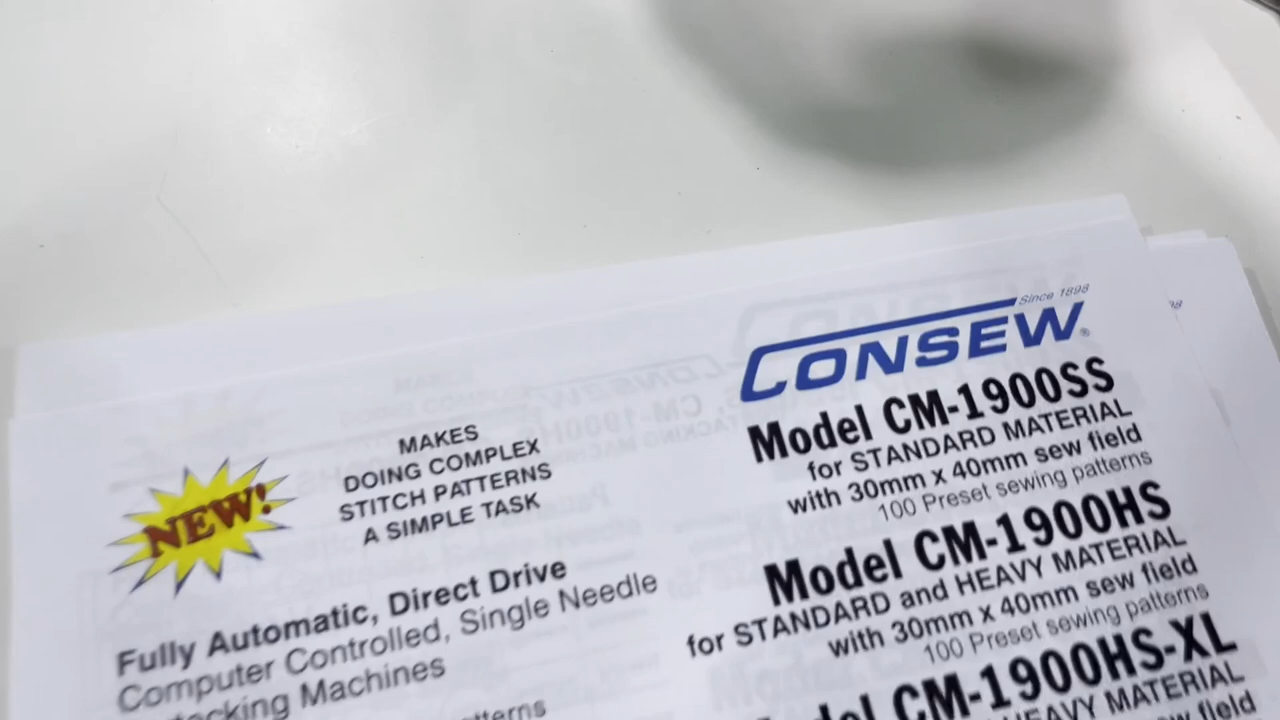 Since 1898
CONSEW®
Model CM-1900SS
for STANDARD MATERIAL
with 30mm x 40mm sew field
100 Preset sewing patterns
Model CM-1900HS
for STANDARD and HEAVY MATERIAL
with 30mm x 40mm sew field
100 Preset sewing patterns
CM-1900HS-XL
HEAVY MATERIAL
field
NEW!
MAKES
DOING COMPLEX
STITCH PATTERNS
A SIMPLE TASK
Fully Automatic, Direct Drive
Computer Controlled, Single Needle
Machines
98